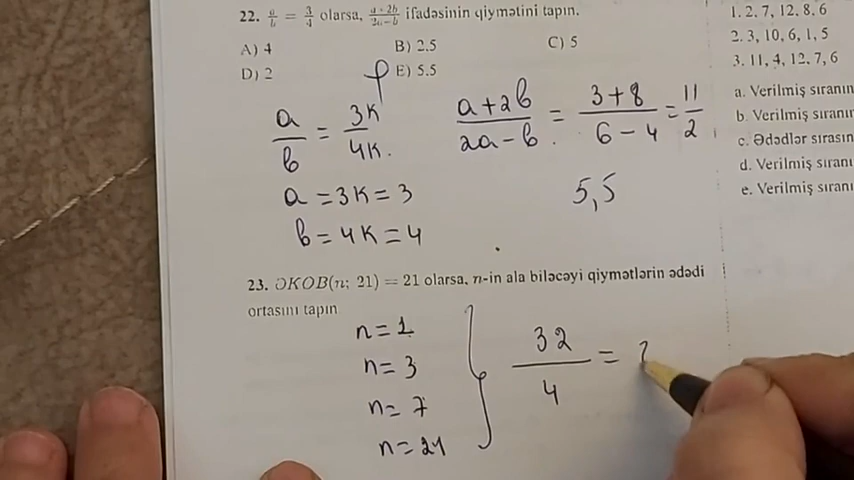 22. a/b = 3/4 olarsa, a+2b/2a−b ifadəsinin qiymətini tapın.
A) 4 B) 2.5 C) 5
D) 2 E) 5.5
a/b = 3K/4K.
a+2b/2a−b = 3+8/6−4 = 11/2
a = 3K = 3
5,5
b = 4K = 4
23. ƏKOB(n; 21) = 21 olarsa, n-in ala biləcəyi qiymətlərin ədədi
ortasını tapın
n = 1
n = 3
n = 7
n = 21
32/4 =
1. 2, 7, 12, 8, 6
2. 3, 10, 6, 1, 5
3. 11, 4, 12, 7, 6
a. Verilmiş sıranın
b. Verilmiş sıranın
c. Ədədlər sırasın
d. Verilmiş sıranı
e. Verilmiş sıranı